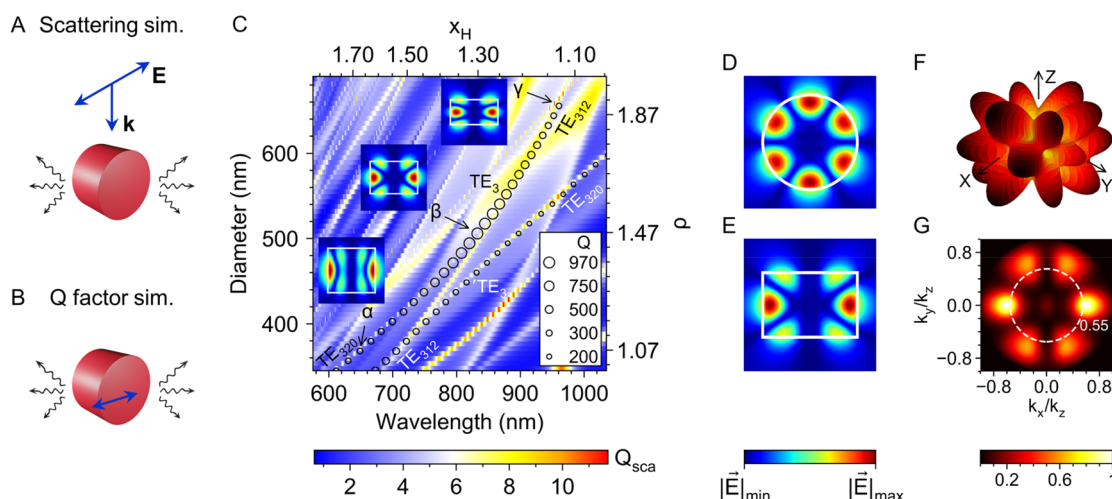 A Scattering sim.
E
k
B Q factor sim.
C
x_H
1.70 1.50 1.30 1.10
Diameter (nm)
600
500
400
ρ
1.87
1.47
1.07
γ
TE_312
TE_3
TE_320
β
TE_3
α
TE_320
TE_312
Q
970
750
500
300
200
600 700 800 900 1000
Wavelength (nm)
2 4 6 8 10
Q_sca
D
E
|E⃗|_min |E⃗|_max
F
Z
X
Y
G
k_y/k_z
0.8
0.0
−0.8
0.55
−0.8 0.0 0.8
k_x/k_z
0.2 0.6 1